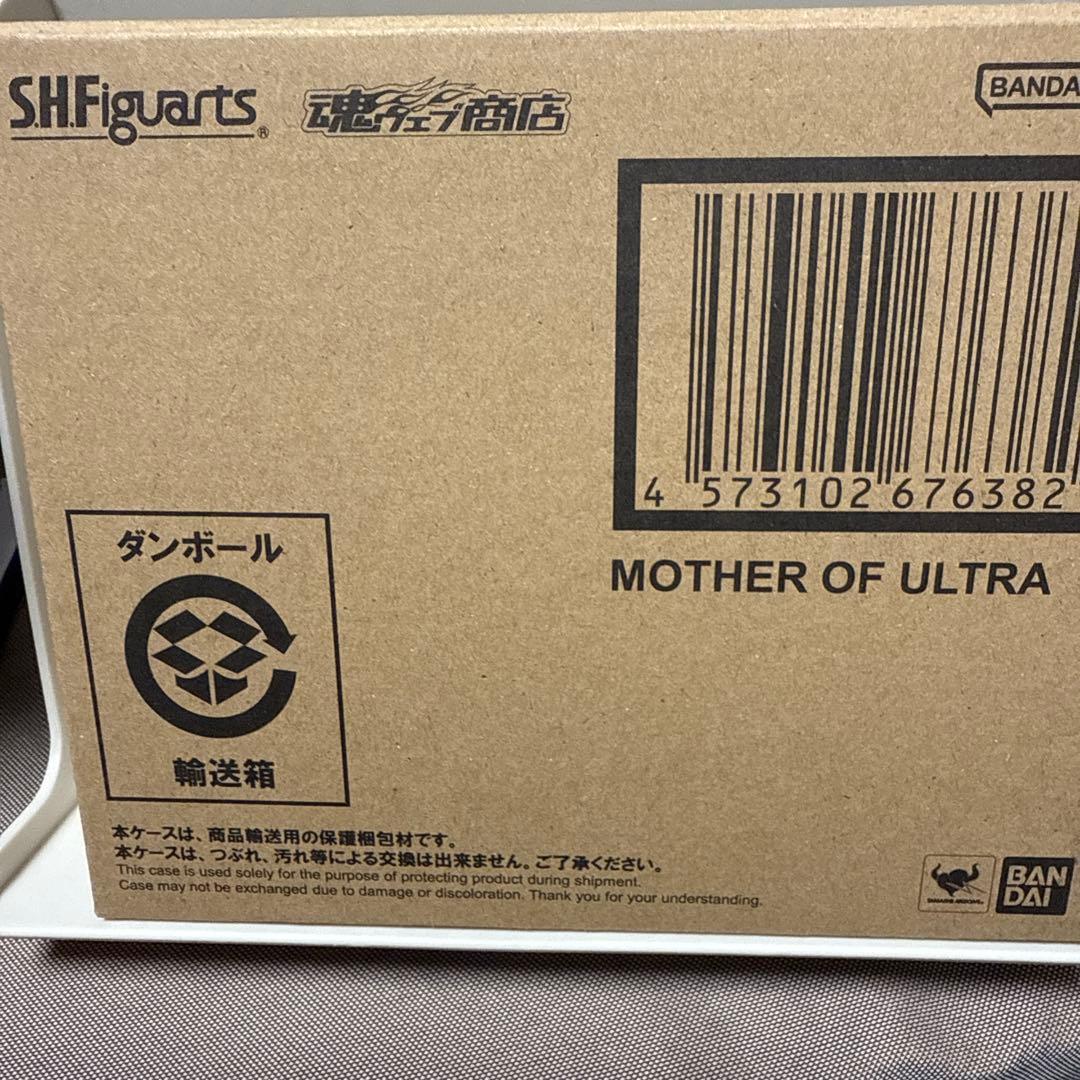 S.H.Figuarts® 魂ウェブ商店
BANDA
4 573102 676382
MOTHER OF ULTRA
ダンボール
輸送箱
本ケースは、商品輸送用の保護梱包材です。
本ケースは、つぶれ、汚れ等による交換は出来ません。ご了承ください。
This case is used solely for the purpose of protecting product during shipment.
Case may not be exchanged due to damage or discoloration. Thank you for your understanding.
TAMASHII NATIONS
BAN
DAI